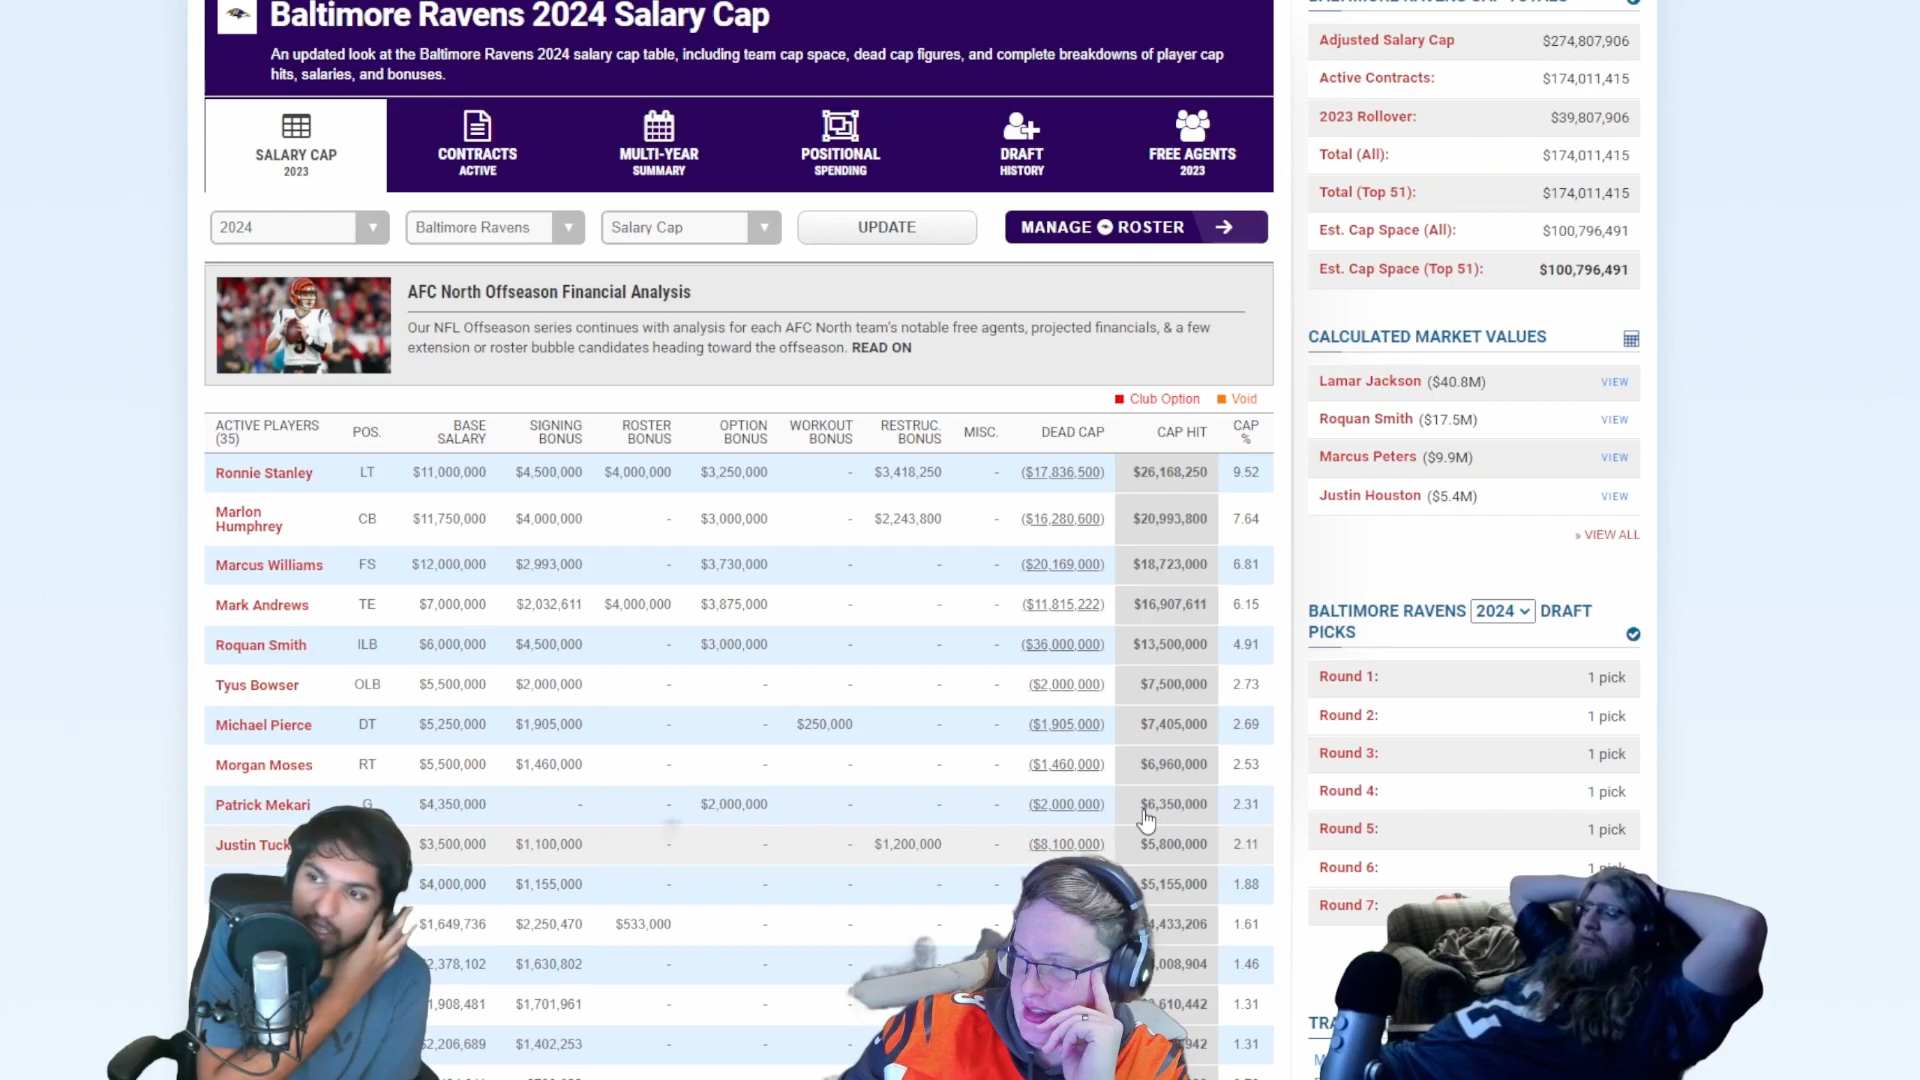 Baltimore Ravens 2024 Salary Cap
An updated look at the Baltimore Ravens 2024 salary cap table, including team cap space, dead cap figures, and complete breakdowns of player cap
hits, salaries, and bonuses.
SALARY CAP
2023
CONTRACTS
ACTIVE
MULTI-YEAR
SUMMARY
POSITIONAL
SPENDING
DRAFT
HISTORY
FREE AGENTS
2023
2024 Baltimore Ravens Salary Cap UPDATE MANAGE ROSTER
AFC North Offseason Financial Analysis
Our NFL Offseason series continues with analysis for each AFC North team's notable free agents, projected financials, & a few
extension or roster bubble candidates heading toward the offseason. READ ON
Club Option Void
ACTIVE PLAYERS (35) POS. BASE SALARY SIGNING BONUS ROSTER BONUS OPTION BONUS WORKOUT BONUS RESTRUC. BONUS MISC. DEAD CAP CAP HIT CAP %
Ronnie Stanley LT $11,000,000 $4,500,000 $4,000,000 $3,250,000 - $3,418,250 - ($17,836,500) $26,168,250 9.52
Marlon Humphrey CB $11,750,000 $4,000,000 - $3,000,000 - $2,243,800 - ($16,280,600) $20,993,800 7.64
Marcus Williams FS $12,000,000 $2,993,000 - $3,730,000 - - - ($20,169,000) $18,723,000 6.81
Mark Andrews TE $7,000,000 $2,032,611 $4,000,000 $3,875,000 - - - ($11,815,222) $16,907,611 6.15
Roquan Smith ILB $6,000,000 $4,500,000 - $3,000,000 - - - ($36,000,000) $13,500,000 4.91
Tyus Bowser OLB $5,500,000 $2,000,000 - - - - - ($2,000,000) $7,500,000 2.73
Michael Pierce DT $5,250,000 $1,905,000 - - $250,000 - - ($1,905,000) $7,405,000 2.69
Morgan Moses RT $5,500,000 $1,460,000 - - - - - ($1,460,000) $6,960,000 2.53
Patrick Mekari G $4,350,000 - - $2,000,000 - - - ($2,000,000) $6,350,000 2.31
Justin Tuck $3,500,000 $1,100,000 - - - $1,200,000 - ($8,100,000) $5,800,000 2.11
$4,000,000 $1,155,000 - - - - - $5,155,000 1.88
$1,649,736 $2,250,470 $533,000 - - - 4,433,206 1.61
2,378,102 $1,630,802 - - - ,008,904 1.46
1,908,481 $1,701,961 - - 610,442 1.31
2,206,689 $1,402,253 - - - 942 1.31
Adjusted Salary Cap $274,807,906
Active Contracts: $174,011,415
2023 Rollover: $39,807,906
Total (All): $174,011,415
Total (Top 51): $174,011,415
Est. Cap Space (All): $100,796,491
Est. Cap Space (Top 51): $100,796,491
CALCULATED MARKET VALUES
Lamar Jackson ($40.8M) VIEW
Roquan Smith ($17.5M) VIEW
Marcus Peters ($9.9M) VIEW
Justin Houston ($5.4M) VIEW
» VIEW ALL
BALTIMORE RAVENS 2024 DRAFT
PICKS
Round 1: 1 pick
Round 2: 1 pick
Round 3: 1 pick
Round 4: 1 pick
Round 5: 1 pick
Round 6: 1 pick
Round 7:
TRA